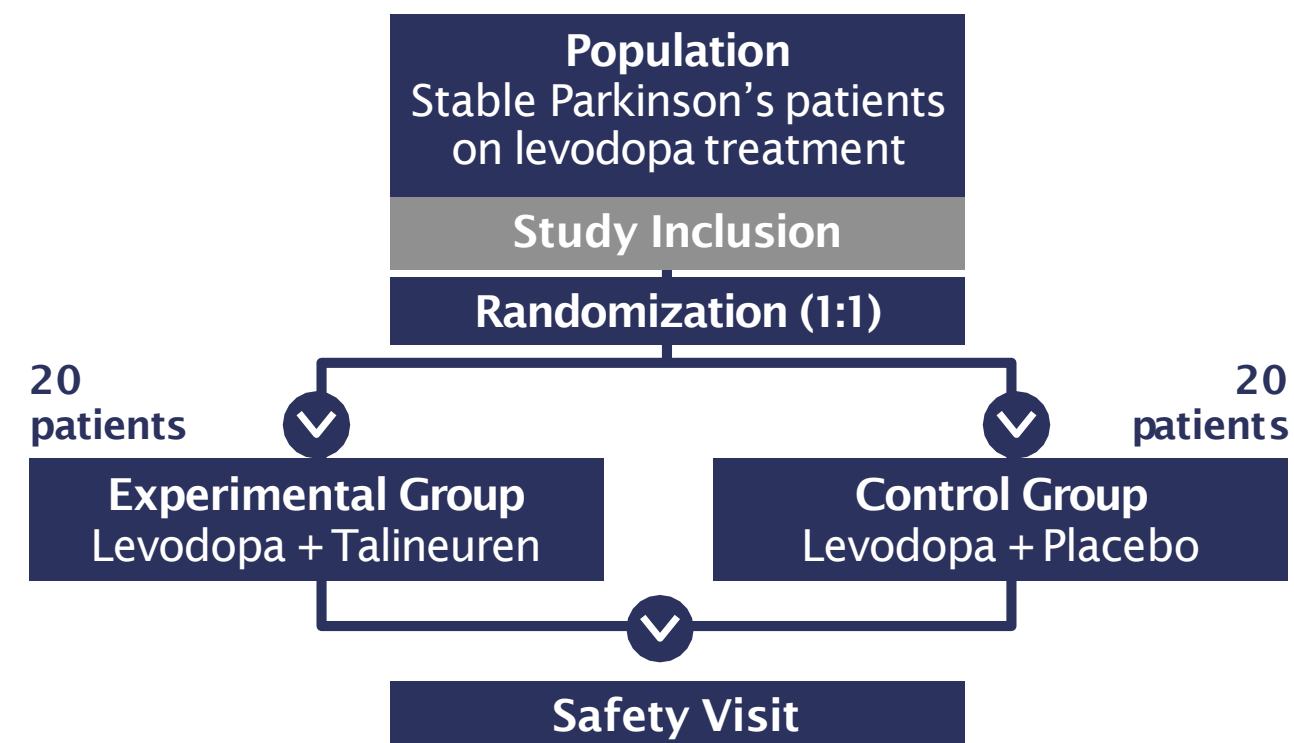 Population
Stable Parkinson’s patients
on levodopa treatment
Study Inclusion
Randomization (1:1)
20
patients
20
patients
Experimental Group
Levodopa + Talineuren
Control Group
Levodopa + Placebo
Safety Visit